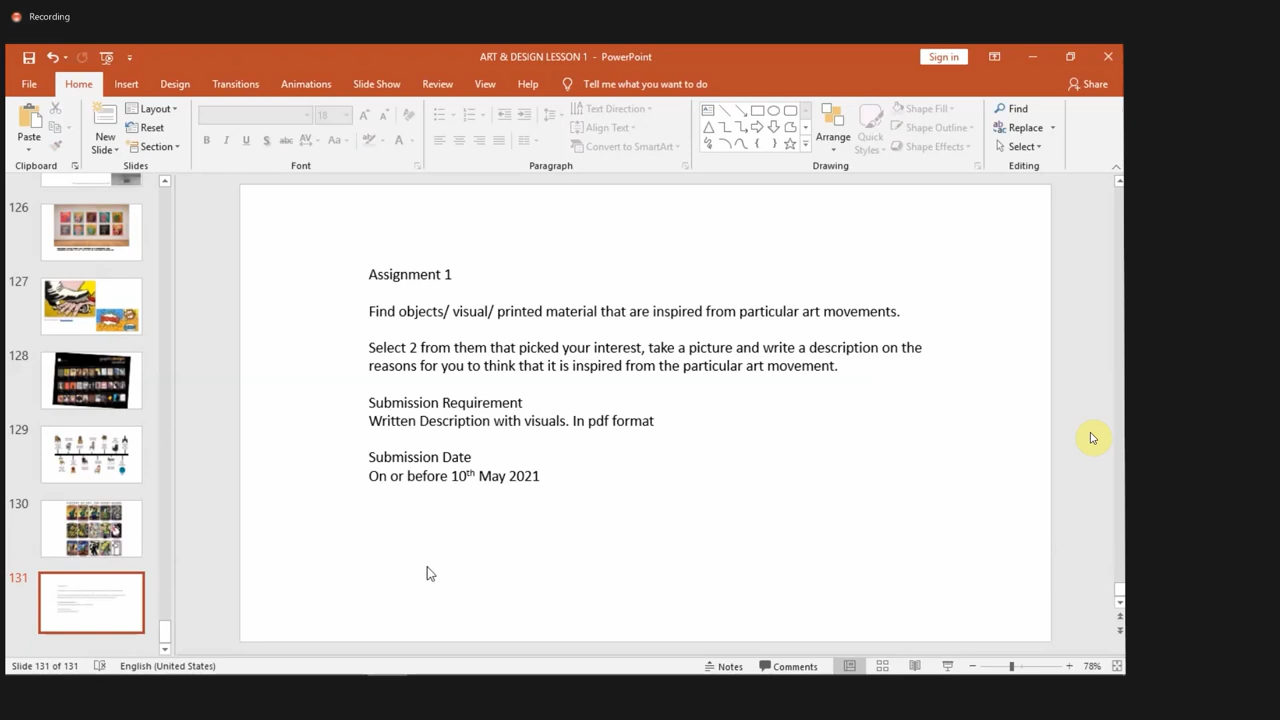 Recording
ART & DESIGN LESSON 1 - PowerPoint
Sign in
File Home Insert Design Transitions Animations Slide Show Review View Help Tell me what you want to do Share
Paste
Clipboard
New Slide
Layout
Reset
Section
Slides
18
B I U S abc AV Aa A
Font
Text Direction
Align Text
Convert to SmartArt
Paragraph
Arrange
Quick Styles
Shape Fill
Shape Outline
Shape Effects
Drawing
Find
Replace
Select
Editing
126
127
128
129
130
131
Assignment 1
Find objects/ visual/ printed material that are inspired from particular art movements.
Select 2 from them that picked your interest, take a picture and write a description on the
reasons for you to think that it is inspired from the particular art movement.
Submission Requirement
Written Description with visuals. In pdf format
Submission Date
On or before 10th May 2021
Slide 131 of 131 English (United States) Notes Comments 78%